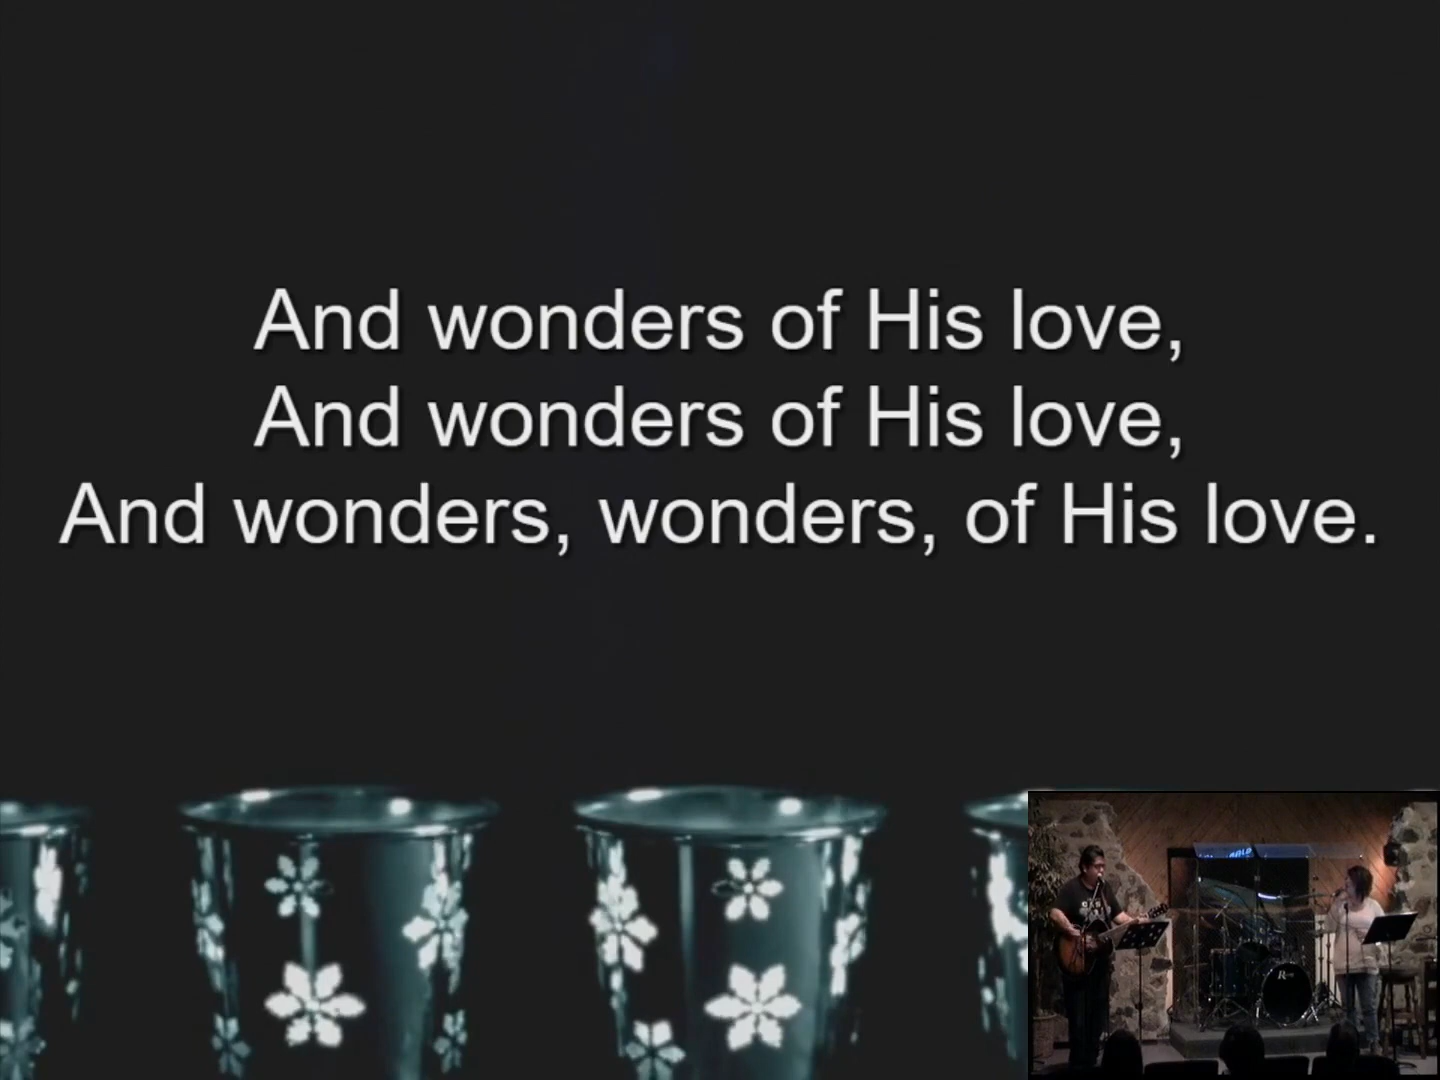 And wonders of His love,
And wonders of His love,
And wonders, wonders, of His love.